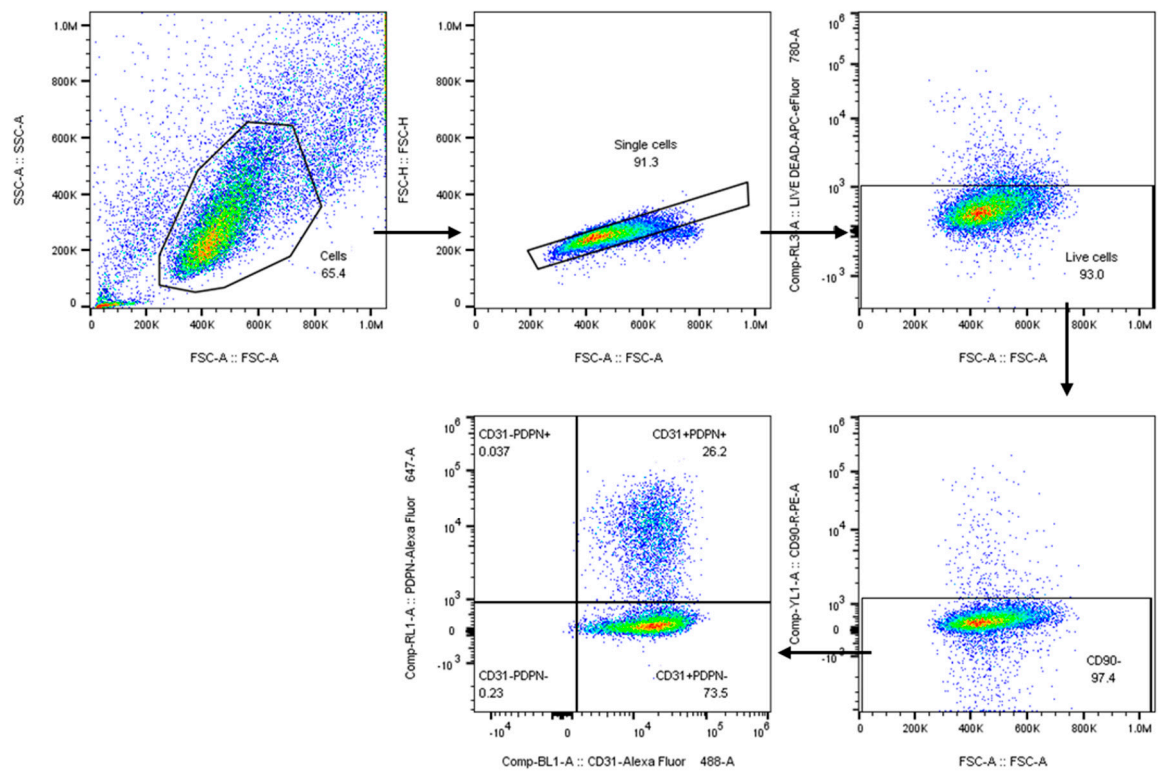 1.0M
800K
600K
400K
200K
0
SSC-A :: SSC-A
Cells
65.4
0 200K 400K 600K 800K 1.0M
FSC-A :: FSC-A
1.0M
800K
600K
400K
200K
0
FSC-H :: FSC-H
Single cells
91.3
0 200K 400K 600K 800K 1.0M
FSC-A :: FSC-A
10^6
10^5
10^4
10^3
0
-10^3
Comp-RL3-A :: LIVE DEAD-APC-eFluor 780-A
Live cells
93.0
0 200K 400K 600K 800K 1.0M
FSC-A :: FSC-A
10^6
10^5
10^4
10^3
0
-10^3
Comp-RL1-A :: PDPN-Alexa Fluor 647-A
CD31-PDPN+
0.037
CD31+PDPN+
26.2
CD31-PDPN-
0.23
CD31+PDPN-
73.5
-10^4 0 10^4 10^5 10^6
Comp-BL1-A :: CD31-Alexa Fluor 488-A
10^6
10^5
10^4
10^3
0
-10^3
Comp-YL1-A :: CD90-R-PE-A
CD90-
97.4
0 200K 400K 600K 800K 1.0M
FSC-A :: FSC-A